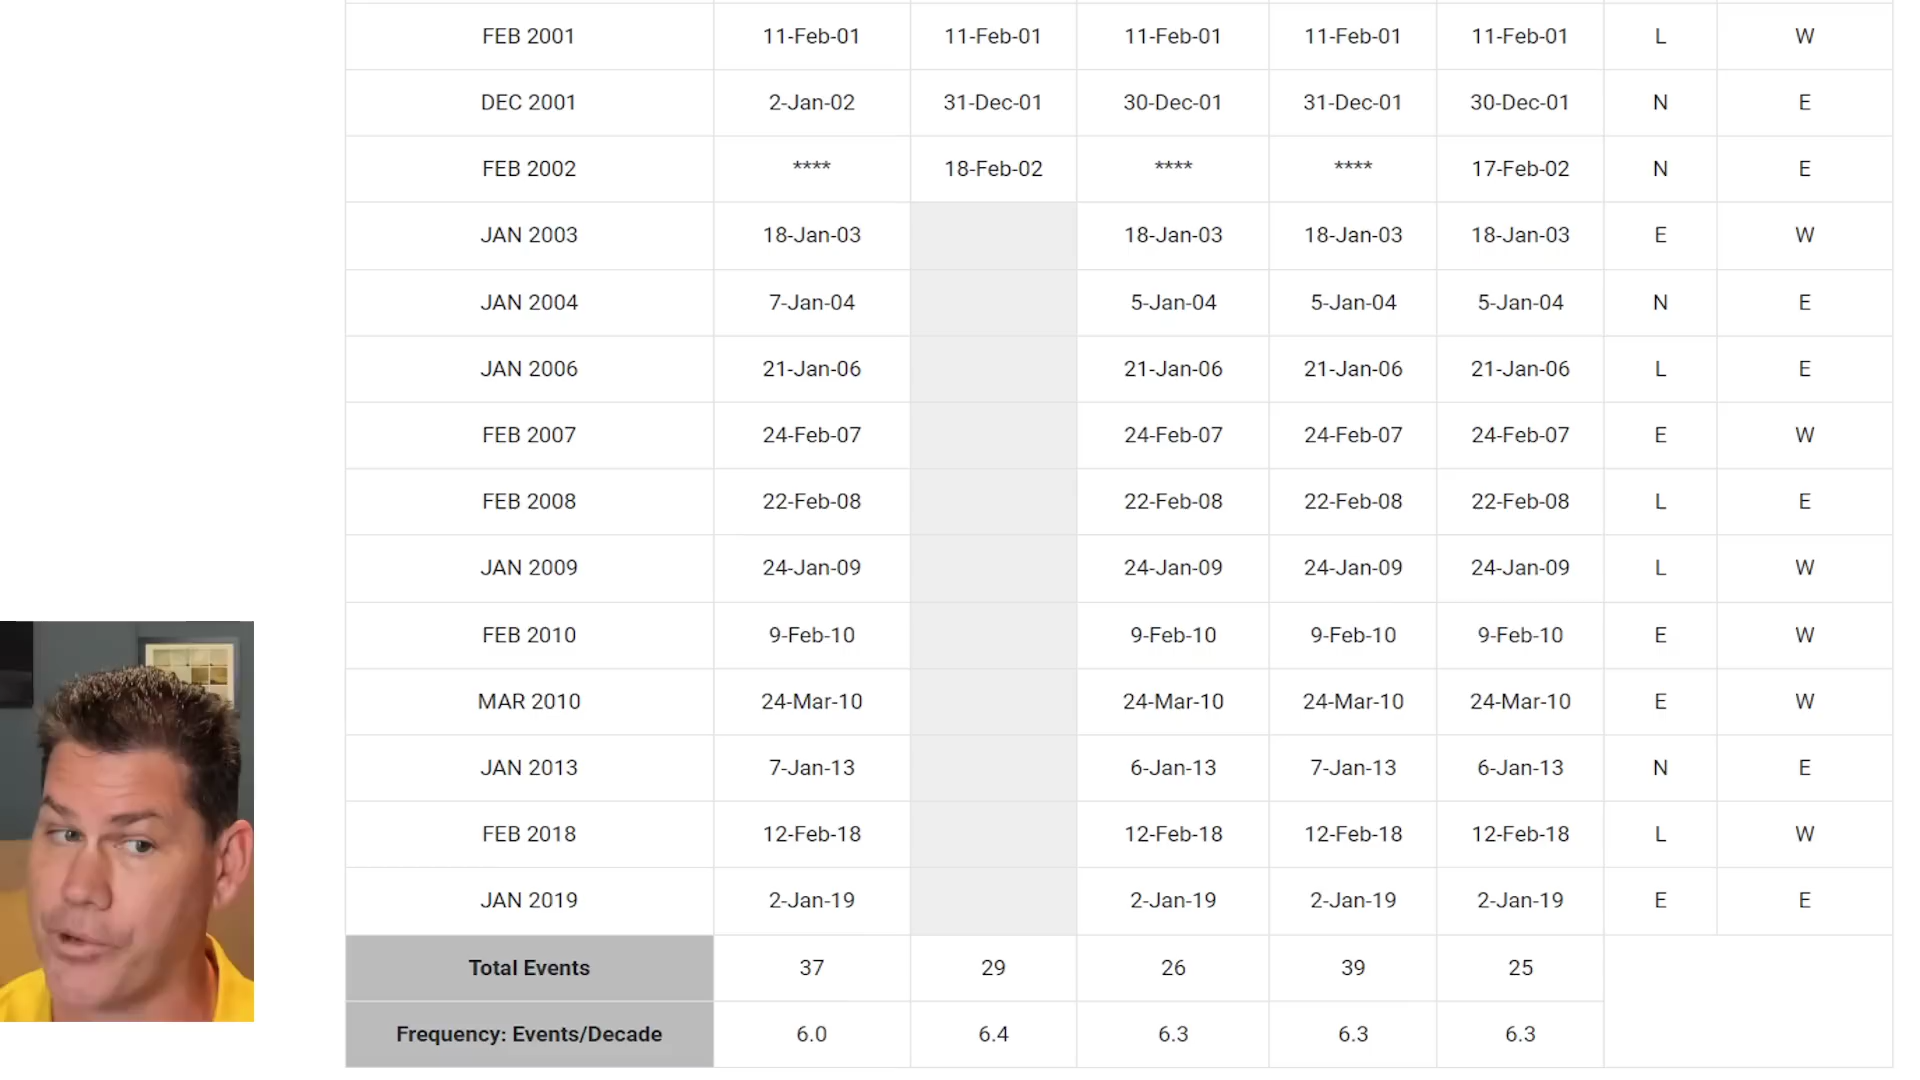 FEB 2001 11-Feb-01 11-Feb-01 11-Feb-01 11-Feb-01 11-Feb-01 L W
DEC 2001 2-Jan-02 31-Dec-01 30-Dec-01 31-Dec-01 30-Dec-01 N E
FEB 2002 **** 18-Feb-02 **** **** 17-Feb-02 N E
JAN 2003 18-Jan-03 18-Jan-03 18-Jan-03 18-Jan-03 E W
JAN 2004 7-Jan-04 5-Jan-04 5-Jan-04 5-Jan-04 N E
JAN 2006 21-Jan-06 21-Jan-06 21-Jan-06 21-Jan-06 L E
FEB 2007 24-Feb-07 24-Feb-07 24-Feb-07 24-Feb-07 E W
FEB 2008 22-Feb-08 22-Feb-08 22-Feb-08 22-Feb-08 L E
JAN 2009 24-Jan-09 24-Jan-09 24-Jan-09 24-Jan-09 L W
FEB 2010 9-Feb-10 9-Feb-10 9-Feb-10 9-Feb-10 E W
MAR 2010 24-Mar-10 24-Mar-10 24-Mar-10 24-Mar-10 E W
JAN 2013 7-Jan-13 6-Jan-13 7-Jan-13 6-Jan-13 N E
FEB 2018 12-Feb-18 12-Feb-18 12-Feb-18 12-Feb-18 L W
JAN 2019 2-Jan-19 2-Jan-19 2-Jan-19 2-Jan-19 E E
Total Events 37 29 26 39 25
Frequency: Events/Decade 6.0 6.4 6.3 6.3 6.3